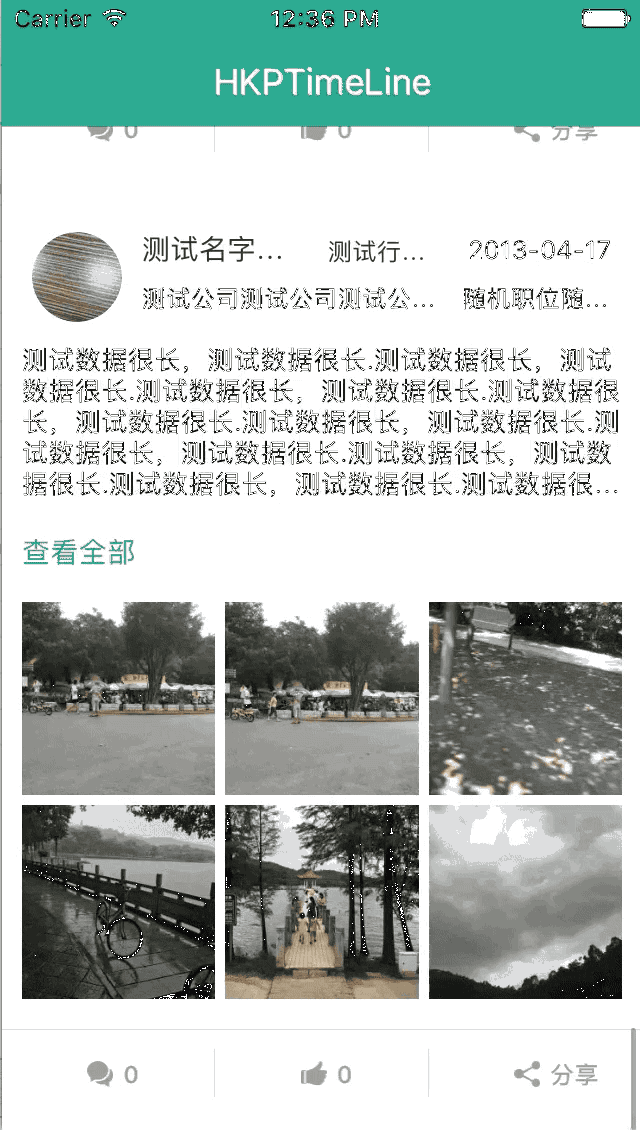 Carrier 12:36 PM
HKPTimeLine
0 0 分享
测试名字... 测试行... 2013-04-17
测试公司测试公司测试公... 随机职位随...
测试数据很长，测试数据很长.测试数据很长，测试
数据很长.测试数据很长，测试数据很长.测试数据很
长，测试数据很长.测试数据很长，测试数据很长.测
试数据很长，测试数据很长.测试数据很长，测试数
据很长.测试数据很长，测试数据很长.测试数据很...
查看全部
0 0 分享